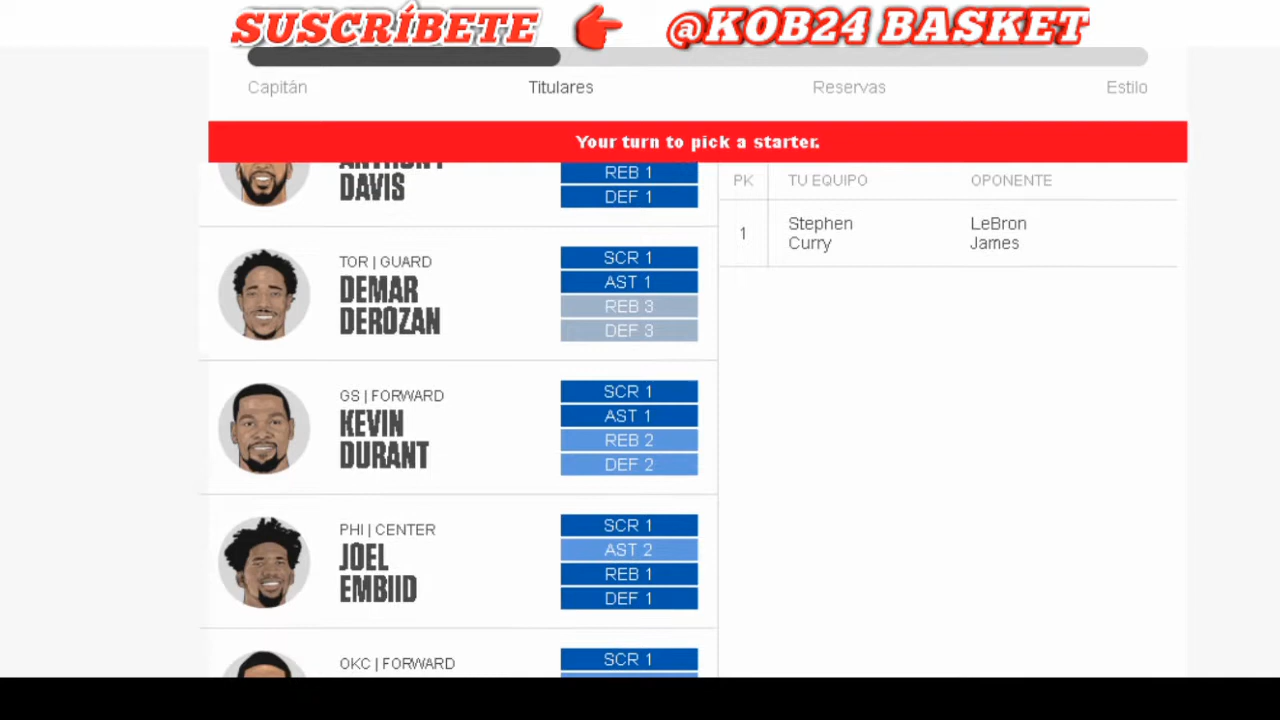 SUSCRÍBETE @KOB24 BASKET
Capitán Titulares Reservas Estilo
Your turn to pick a starter.
ANTHONY
DAVIS
REB 1
DEF 1
TOR | GUARD
DEMAR
DEROZAN
SCR 1
AST 1
REB 3
DEF 3
GS | FORWARD
KEVIN
DURANT
SCR 1
AST 1
REB 2
DEF 2
PHI | CENTER
JOEL
EMBIID
SCR 1
AST 2
REB 1
DEF 1
OKC | FORWARD
SCR 1
PK TU EQUIPO OPONENTE
1 Stephen Curry LeBron James